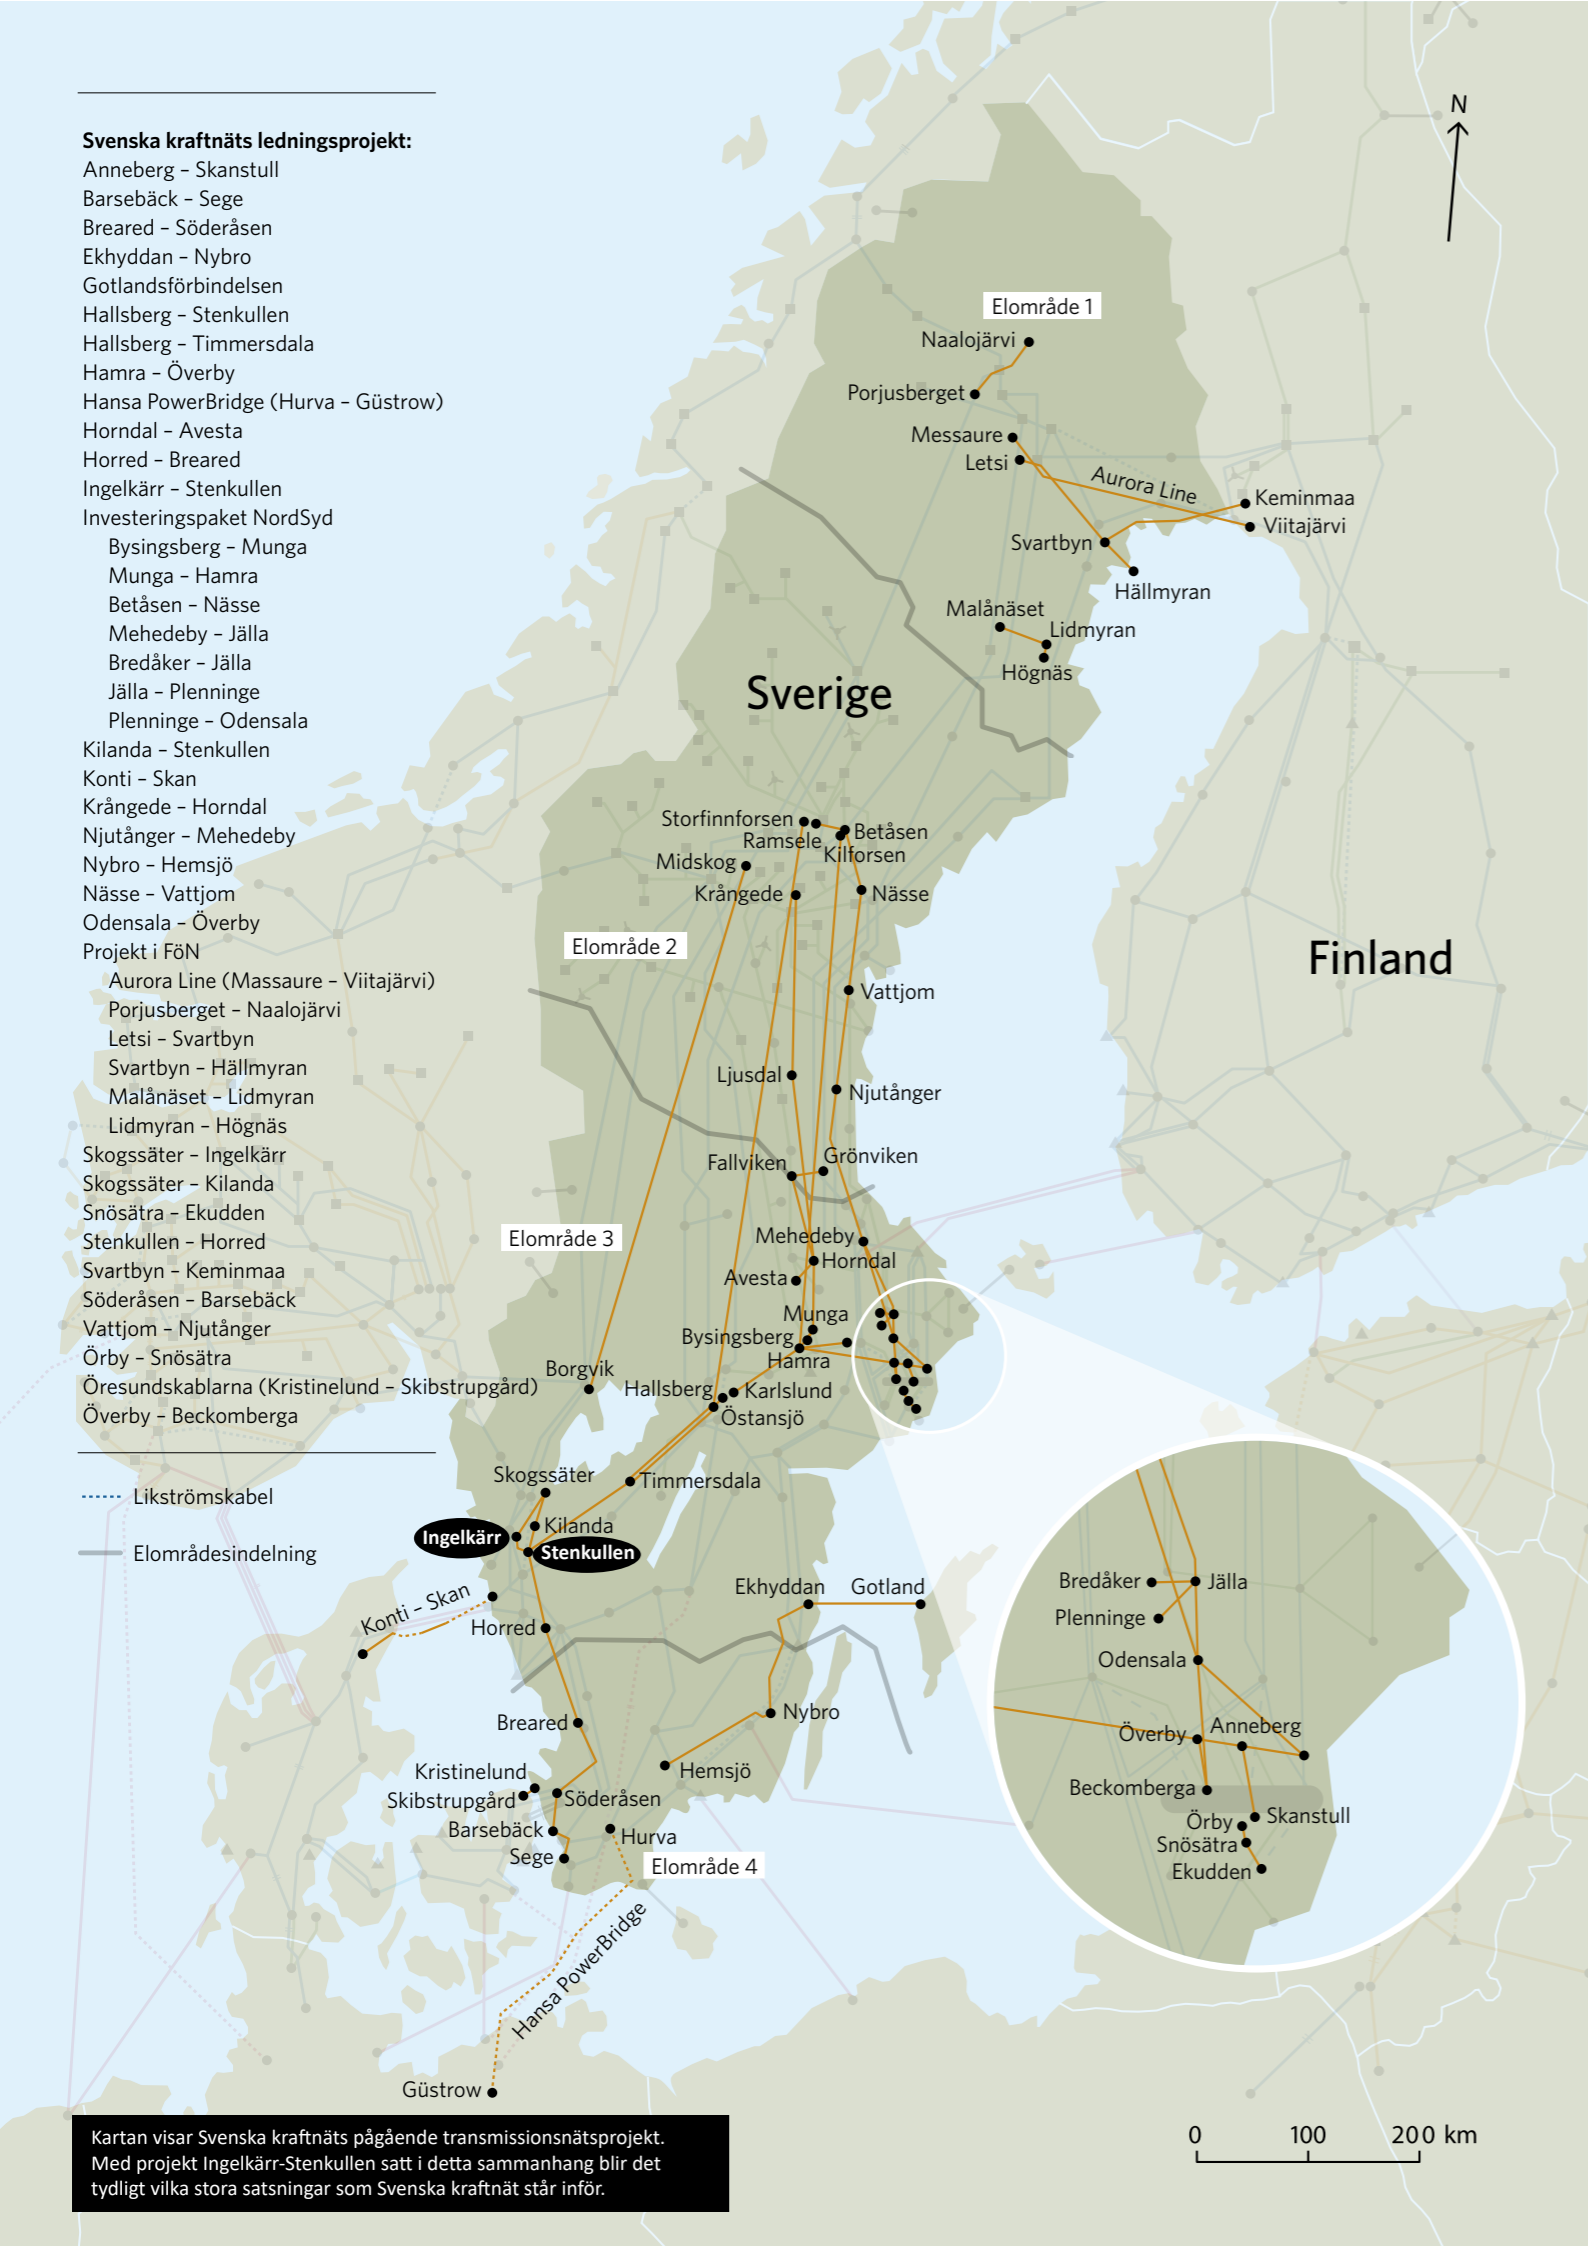 Svenska kraftnäts ledningsprojekt:
Anneberg – Skanstull
Barsebäck – Sege
Breared – Söderåsen
Ekhyddan – Nybro
Gotlandsförbindelsen
Hallsberg – Stenkullen
Hallsberg – Timmersdala
Hamra – Överby
Hansa PowerBridge (Hurva – Güstrow)
Horndal – Avesta
Horred – Breared
Ingelkärr – Stenkullen
Investeringspaket NordSyd
Bysingsberg – Munga
Munga – Hamra
Betåsen – Nässe
Mehedeby – Jälla
Bredåker – Jälla
Jälla – Plenninge
Plenninge – Odensala
Kilanda – Stenkullen
Konti – Skan
Krångede – Horndal
Njutånger – Mehedeby
Nybro – Hemsjö
Nässe – Vattjom
Odensala – Överby
Projekt i FöN
Aurora Line (Massaure – Viitajärvi)
Porjusberget – Naalojärvi
Letsi – Svartbyn
Svartbyn – Hällmyran
Malånäset – Lidmyran
Lidmyran – Högnäs
Skogssäter – Ingelkärr
Skogssäter – Kilanda
Snösätra – Ekudden
Stenkullen – Horred
Svartbyn – Keminmaa
Söderåsen – Barsebäck
Vattjom – Njutånger
Örby – Snösätra
Öresundskablarna (Kristinelund – Skibstrupgård)
Överby – Beckomberga
Likströmskabel
Elområdesindelning
N
Elområde 1
Naalojärvi
Porjusberget
Messaure
Letsi
Aurora Line
Keminmaa
Viitajärvi
Svartbyn
Hällmyran
Malånäset
Lidmyran
Högnäs
Sverige
Finland
Storfinnforsen
Ramsele
Betåsen
Kilforsen
Midskog
Krångede
Nässe
Elområde 2
Vattjom
Ljusdal
Njutånger
Fallviken
Grönviken
Elområde 3
Mehedeby
Horndal
Avesta
Munga
Bysingsberg
Hamra
Borgvik
Hallsberg
Karlslund
Östansjö
Skogssäter
Timmersdala
Kilanda
Ingelkärr
Stenkullen
Konti – Skan
Horred
Ekhyddan
Gotland
Breared
Nybro
Kristinelund
Hemsjö
Skibstrupgård
Söderåsen
Barsebäck
Hurva
Sege
Elområde 4
Hansa PowerBridge
Güstrow
Bredåker
Jälla
Plenninge
Odensala
Överby
Anneberg
Beckomberga
Skanstull
Örby
Snösätra
Ekudden
0 100 200 km
Kartan visar Svenska kraftnäts pågående transmissionsnätsprojekt.
Med projekt Ingelkärr-Stenkullen satt i detta sammanhang blir det
tydligt vilka stora satsningar som Svenska kraftnät står inför.